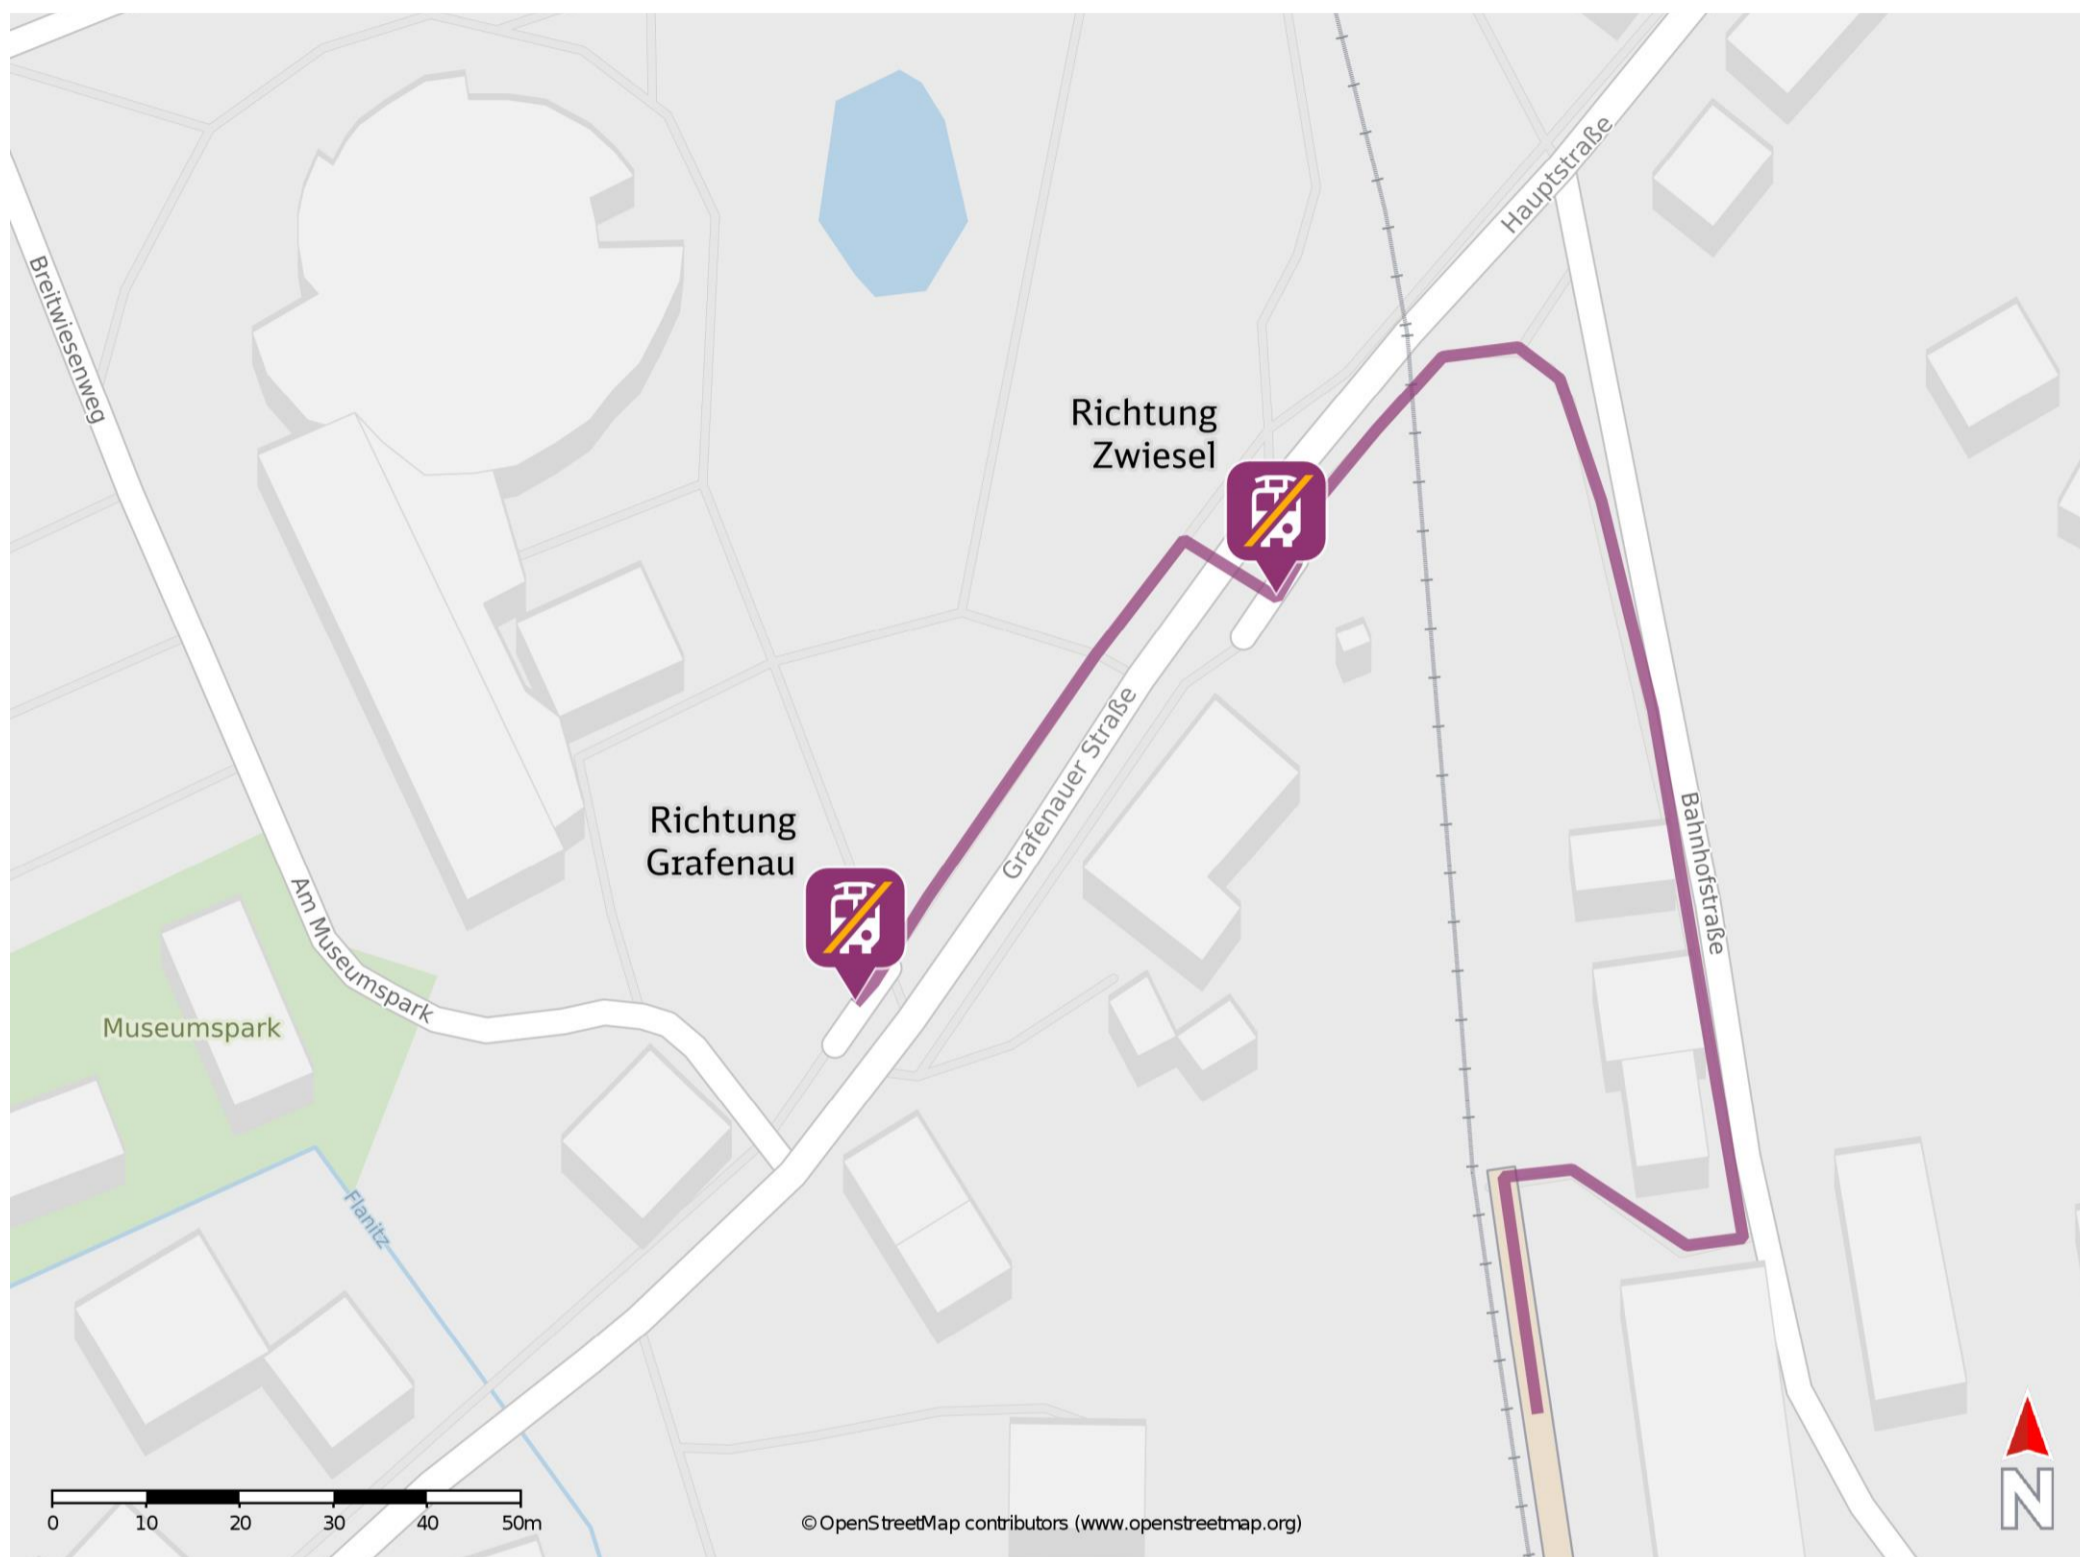 Hauptstraße
Breitwiesenweg
Richtung
Zwiesel
Grafenauer Straße
Richtung
Grafenau
Bahnhofstraße
Am Museumspark
Museumspark
Flanitz
N
0 10 20 30 40 50m
© OpenStreetMap contributors (www.openstreetmap.org)